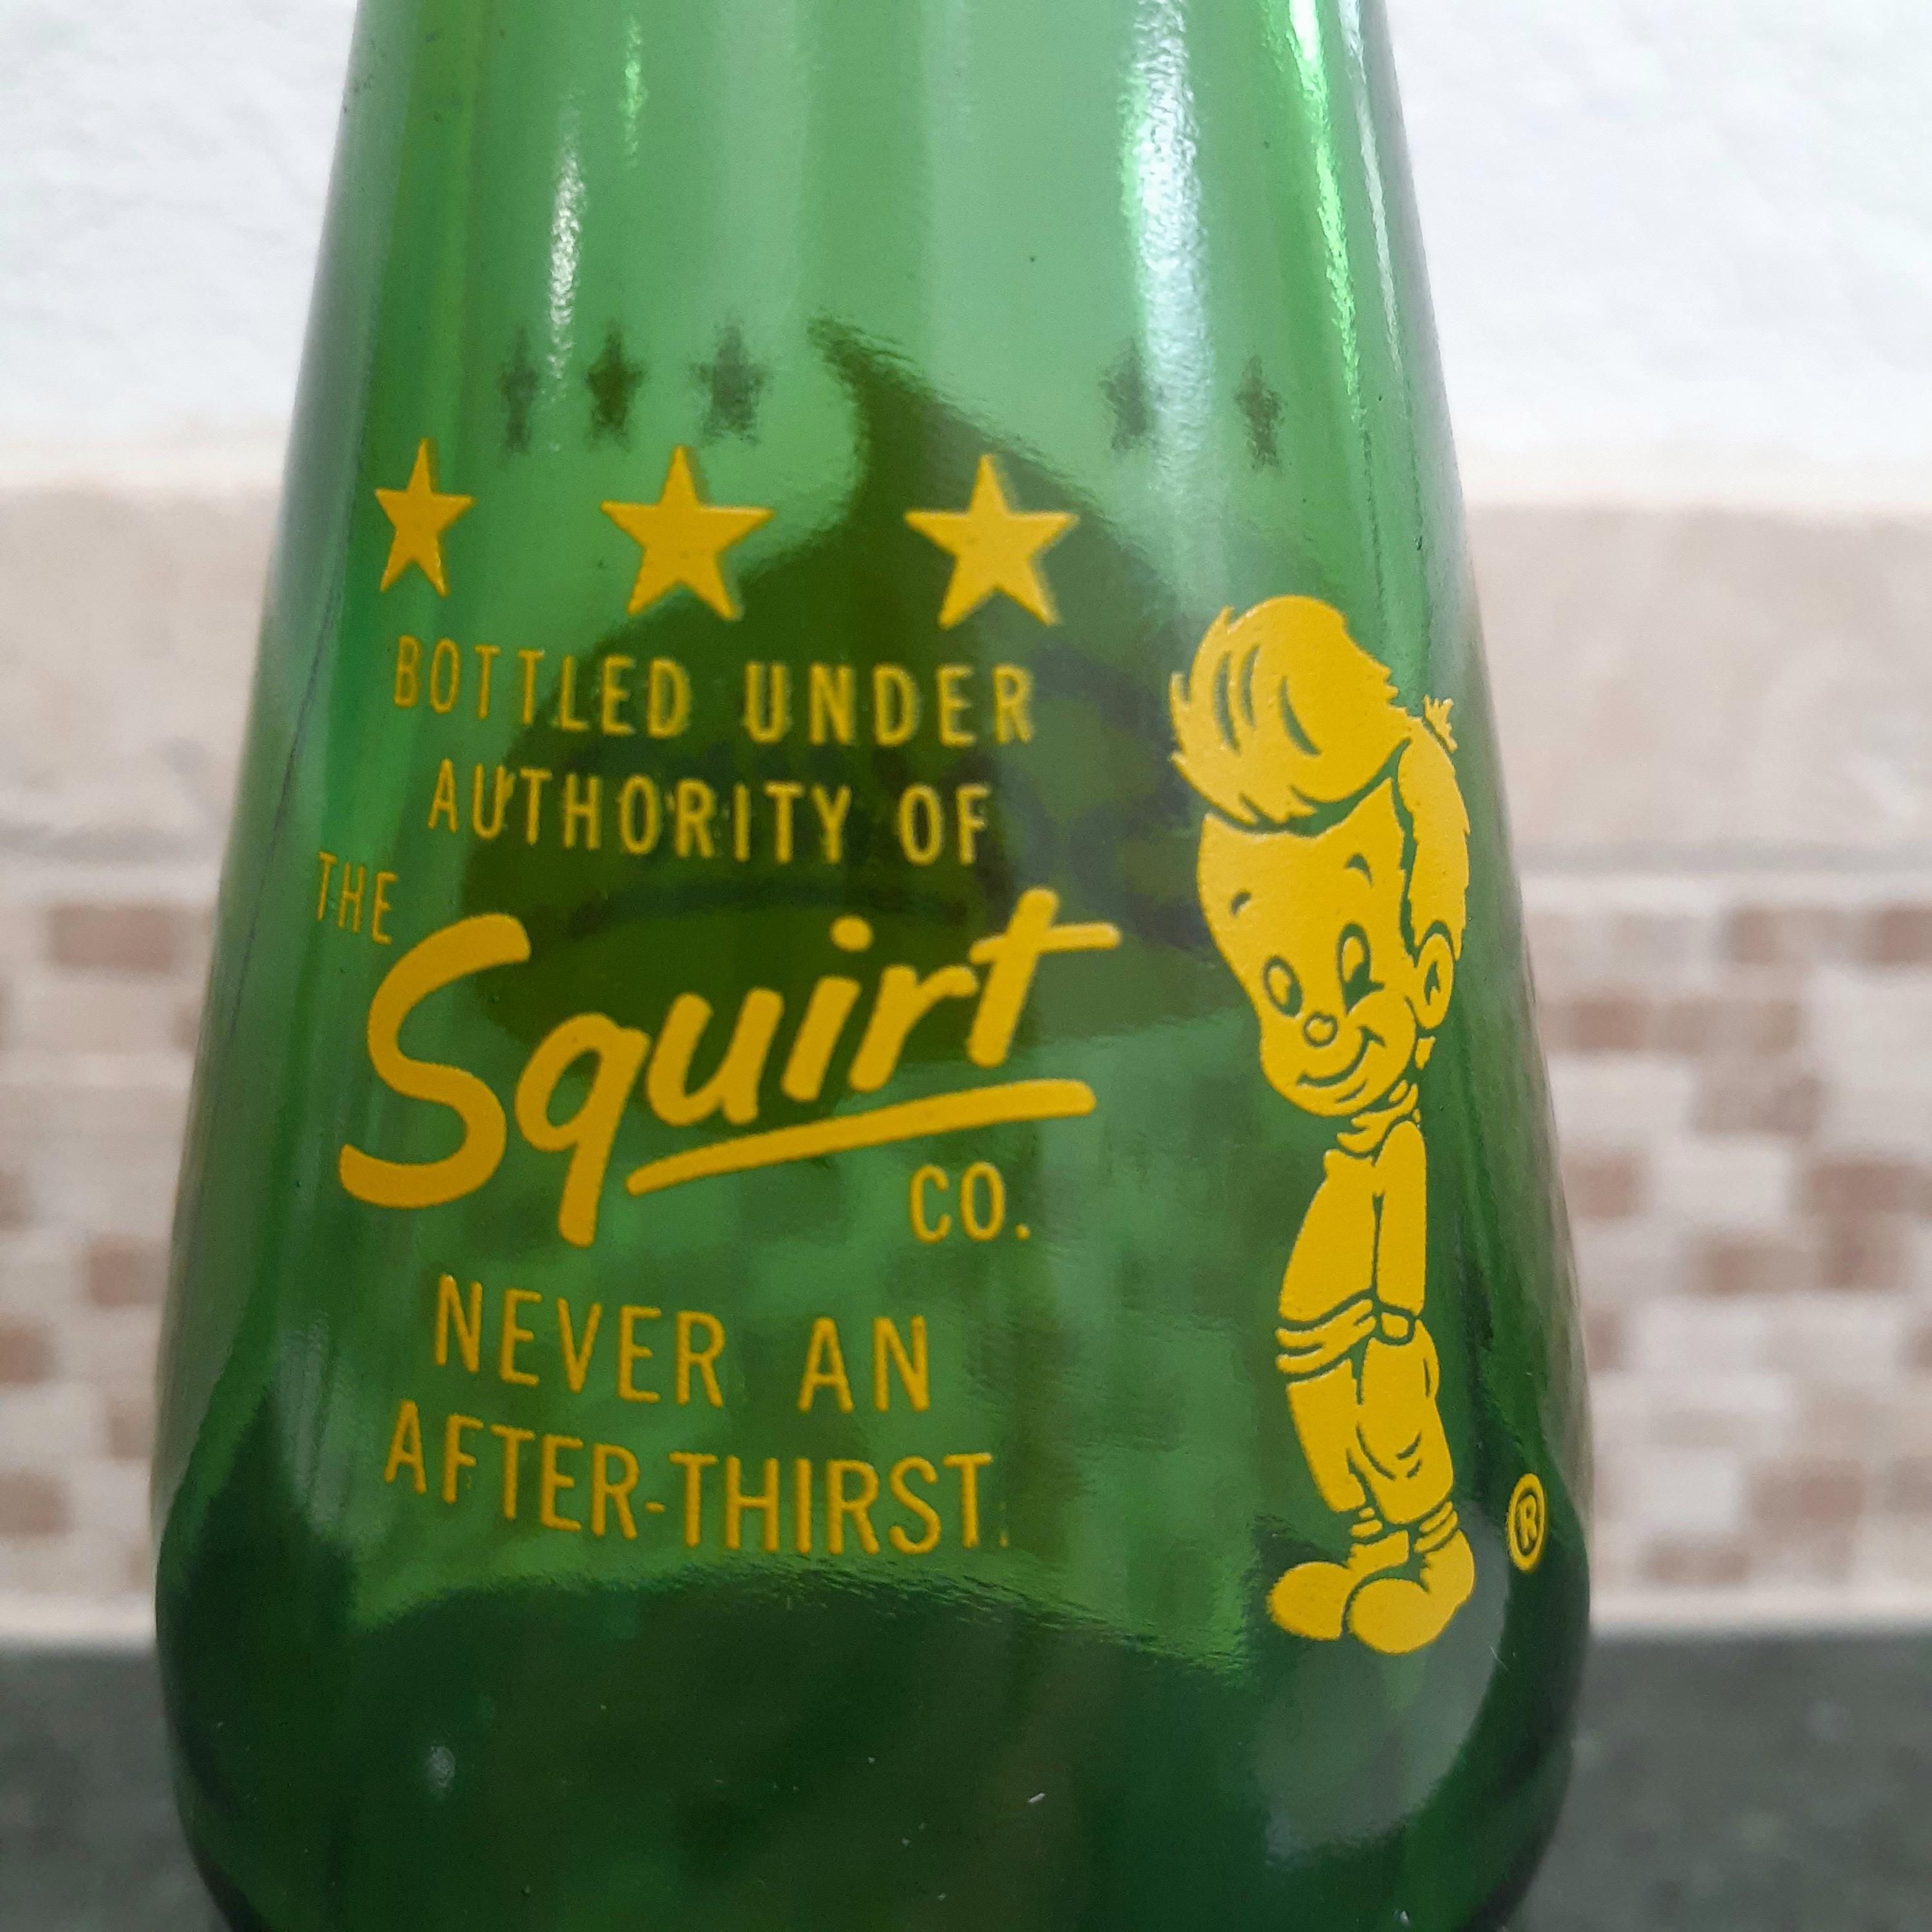 BOTTLED UNDER
AUTHORITY OF
THE
Squirt
CO.
NEVER AN
AFTER-THIRST.
®